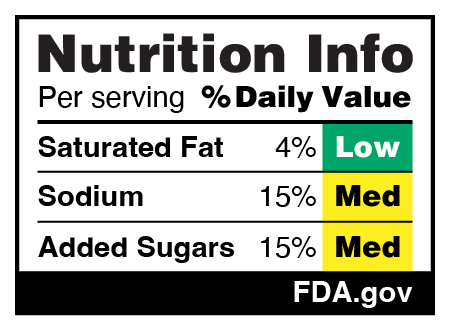 Nutrition Info
Per serving % Daily Value
Saturated Fat 4% Low
Sodium 15% Med
Added Sugars 15% Med
FDA.gov